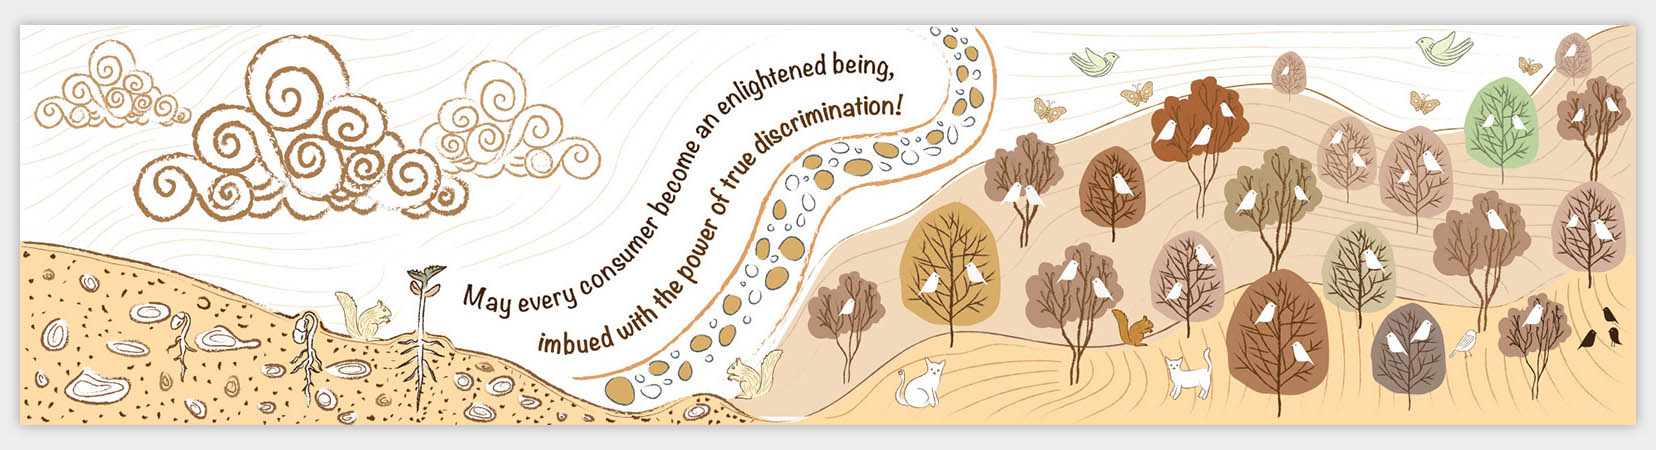 May every consumer become an enlightened being,
imbued with the power of true discrimination!